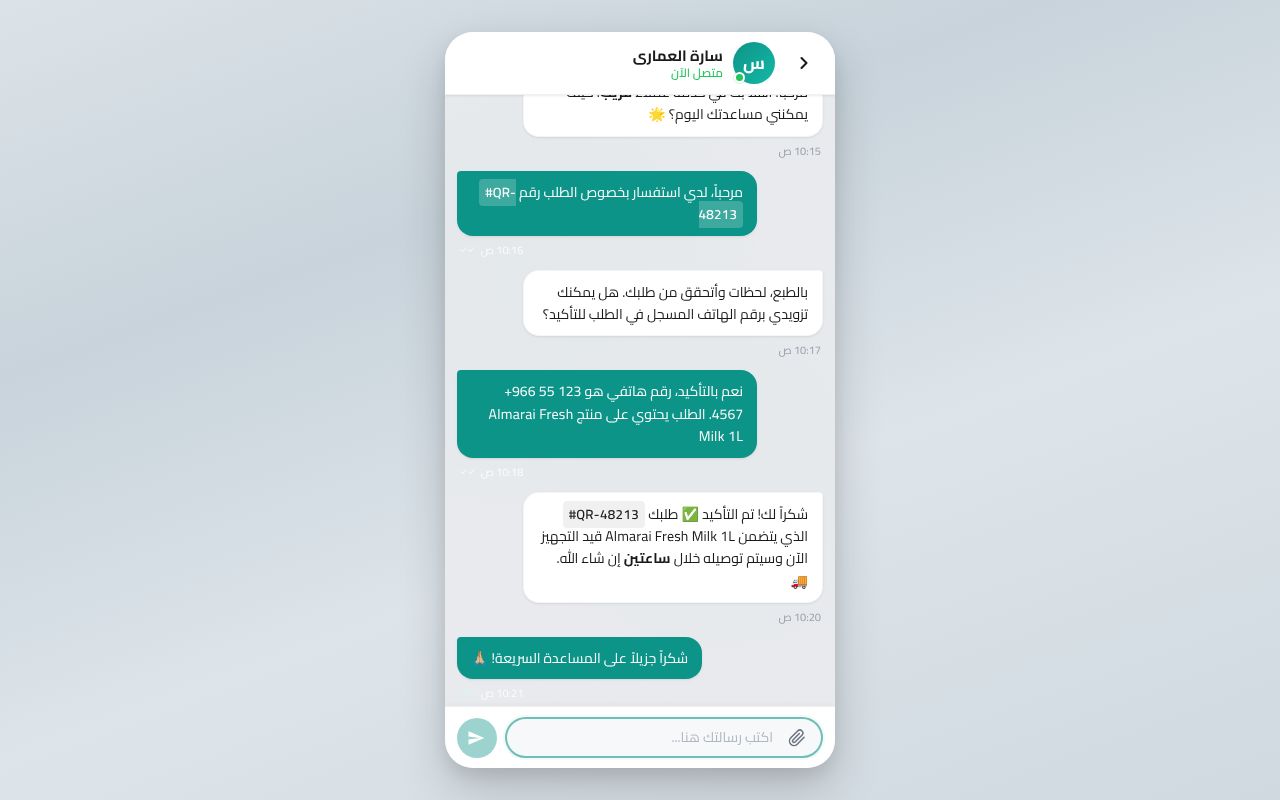 سارة العماري
س
متصل الآن
يمكنني مساعدتك اليوم؟ 🌟
10:15 ص
مرحباً، لدي استفسار بخصوص الطلب رقم #QR-
48213
10:16 ص ✓✓
بالطبع، لحظات وأتحقق من طلبك. هل يمكنك
تزويدي برقم الهاتف المسجل في الطلب للتأكيد؟
10:17 ص
نعم بالتأكيد، رقم هاتفي هو 123 55 966+
4567. الطلب يحتوي على منتج Almarai Fresh
Milk 1L
10:18 ص ✓✓
شكراً لك! تم التأكيد ✅ طلبك #QR-48213
الذي يتضمن Almarai Fresh Milk 1L قيد التجهيز
الآن وسيتم توصيله خلال ساعتين إن شاء الله.
🚚
10:20 ص
شكراً جزيلاً على المساعدة السريعة! 🙏🏼
10:21 ص
اكتب رسالتك هنا...